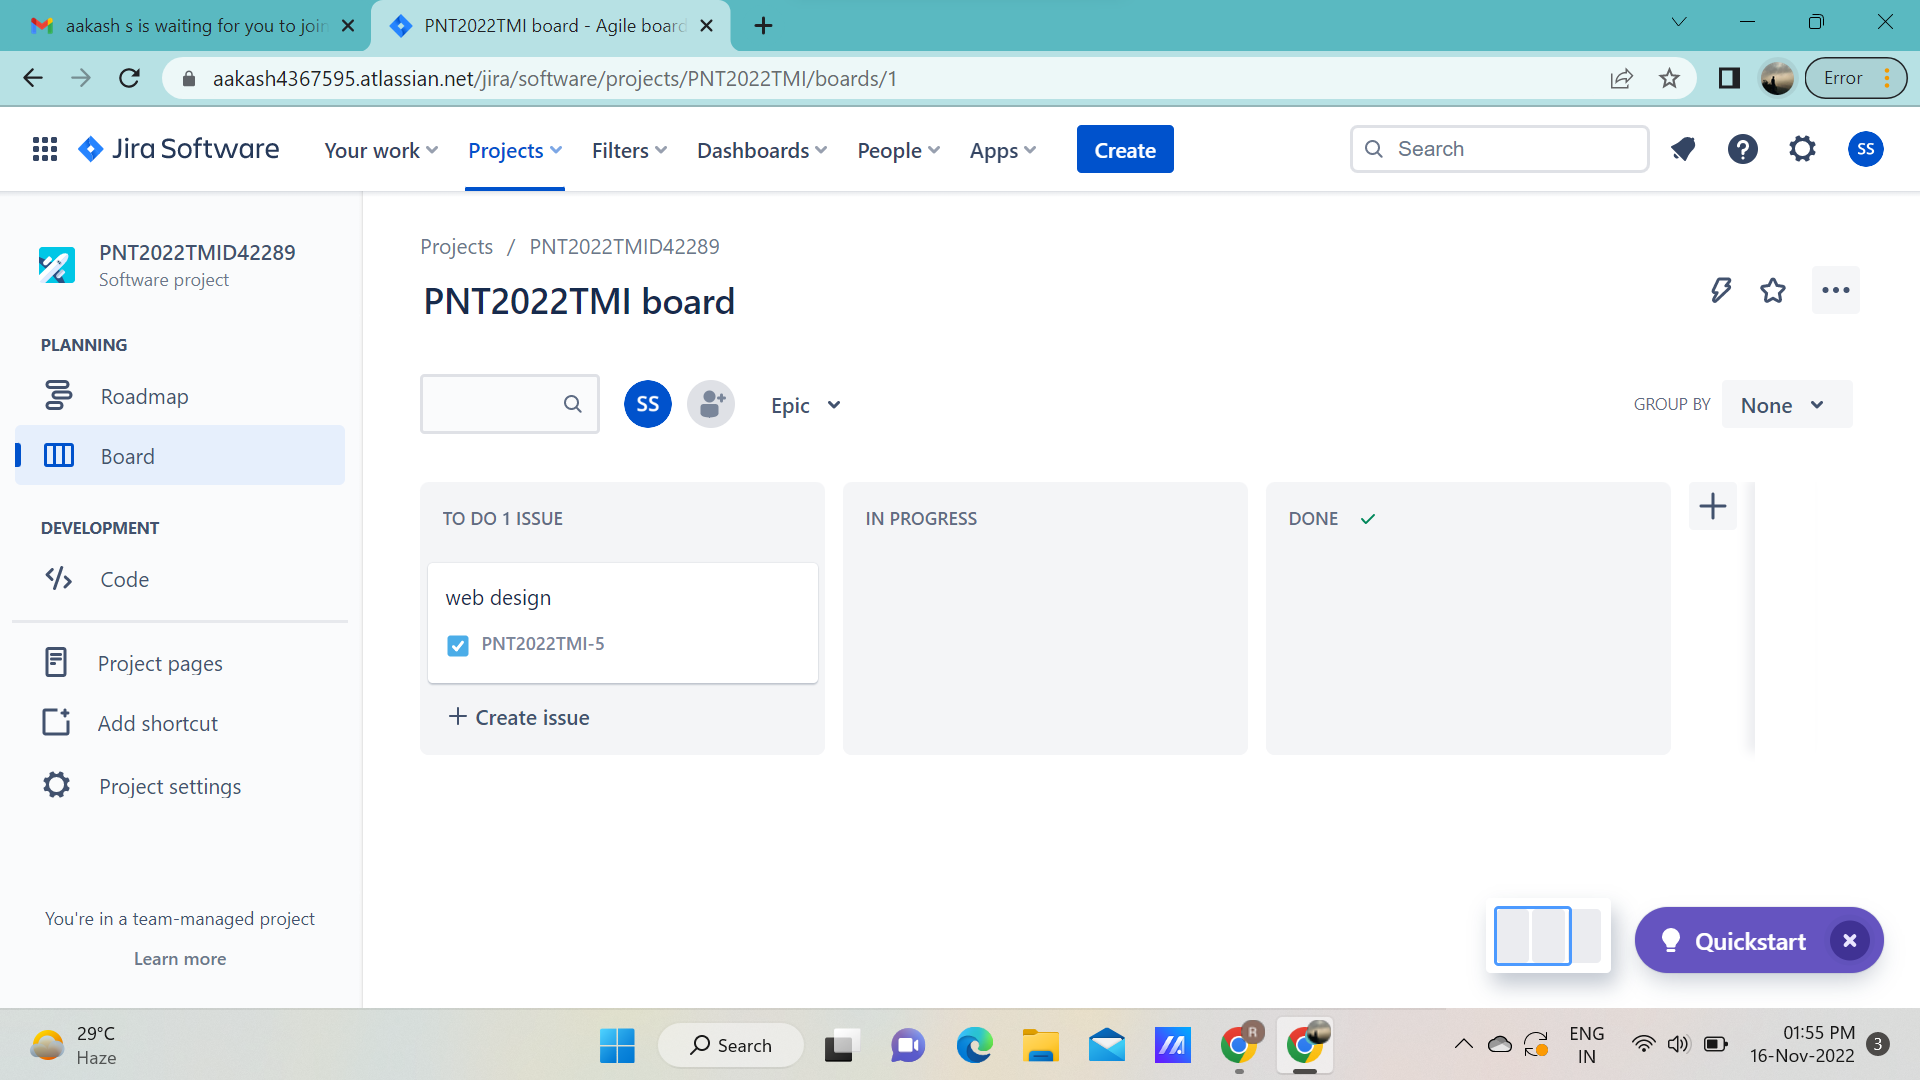 aakash s is waiting for you to join
PNT2022TMI board - Agile board
aakash4367595.atlassian.net/jira/software/projects/PNT2022TMI/boards/1
Error
Jira Software
Your work
Projects
Filters
Dashboards
People
Apps
Create
Search
SS
PNT2022TMID42289
Software project
PLANNING
Roadmap
Board
DEVELOPMENT
Code
Project pages
Add shortcut
Project settings
You're in a team-managed project
Learn more
Projects / PNT2022TMID42289
PNT2022TMI board
SS
Epic
GROUP BY
None
TO DO 1 ISSUE
web design
PNT2022TMI-5
+ Create issue
IN PROGRESS
DONE
Quickstart
29°C
Haze
Search
R
ENG
IN
01:55 PM
16-Nov-2022
3